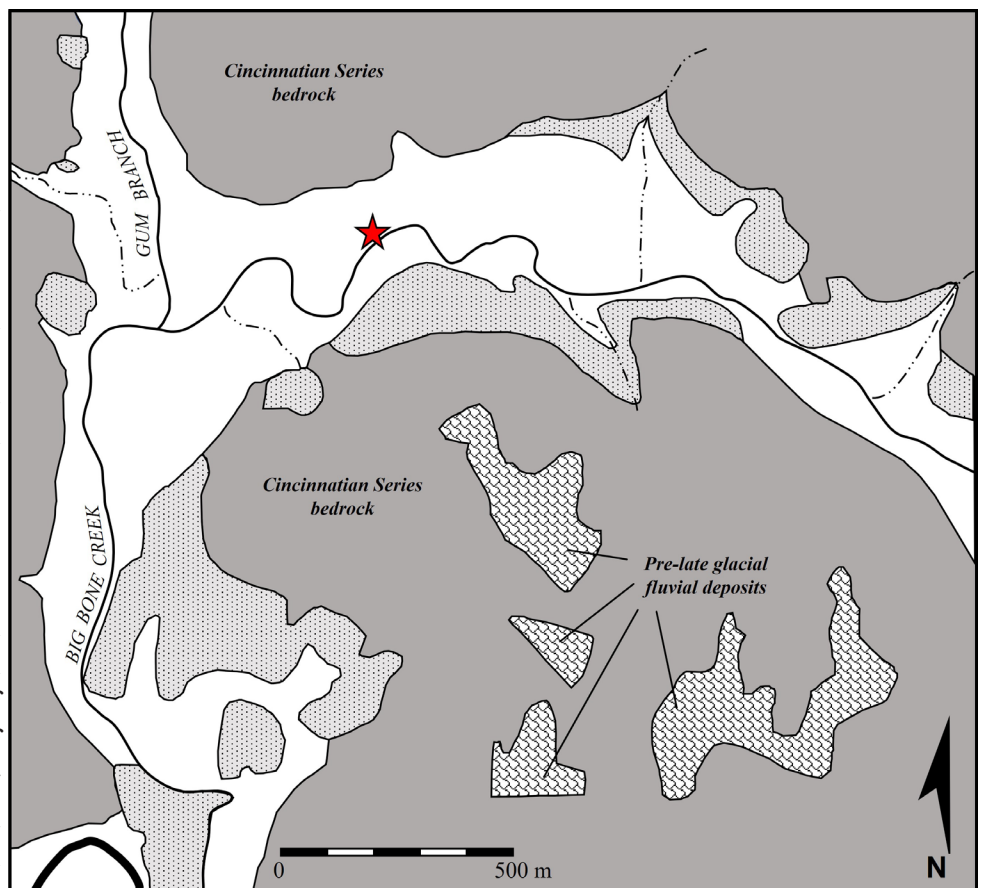 Cincinnatian Series
bedrock
GUM BRANCH
Cincinnatian Series
bedrock
BIG BONE CREEK
Pre-late glacial
fluvial deposits
0
500 m
N